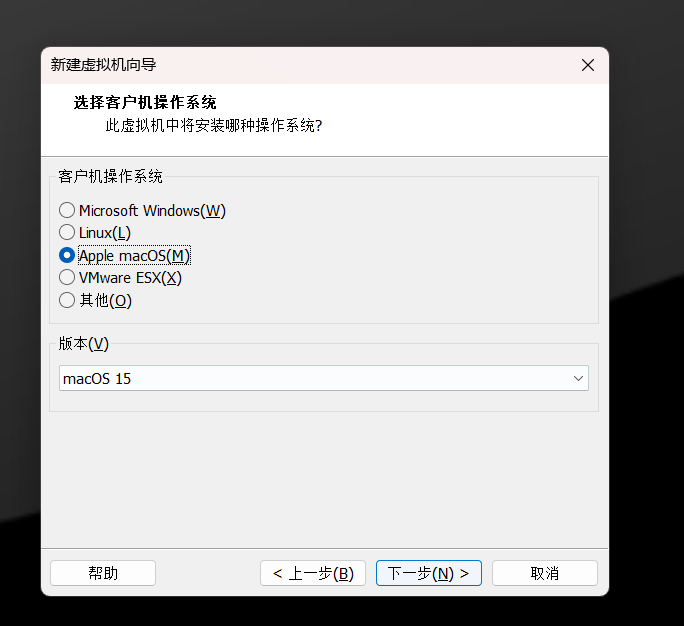 新建虚拟机向导
选择客户机操作系统
此虚拟机中将安装哪种操作系统?
客户机操作系统
Microsoft Windows(W)
Linux(L)
Apple macOS(M)
VMware ESX(X)
其他(O)
版本(V)
macOS 15
帮助
< 上一步(B)
下一步(N) >
取消